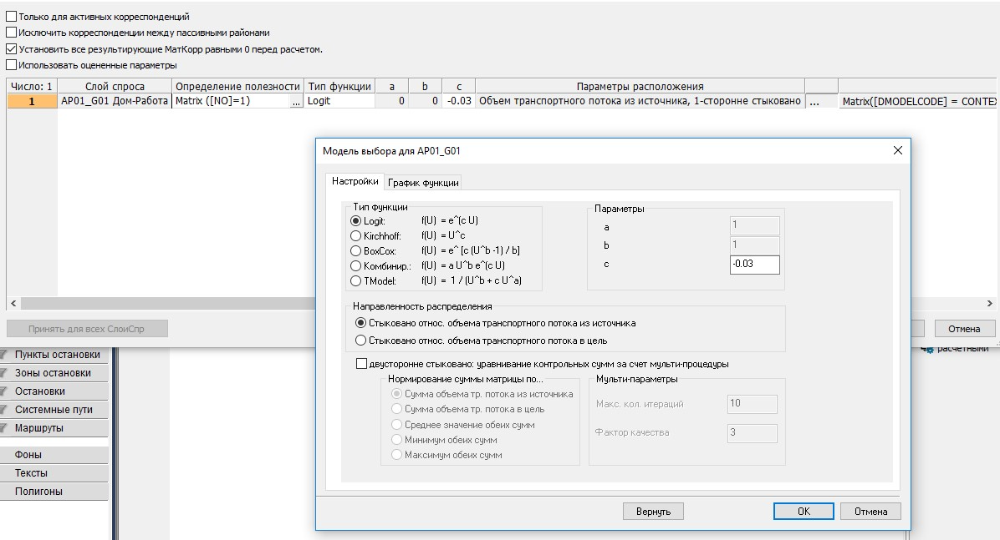 Только для активных корреспонденций
Исключить корреспонденции между пассивными районами
Установить все результирующие МатКорр равными 0 перед расчетом.
Использовать оцененные параметры
Число: 1 Слой спроса Определение полезности Тип функции a b c Параметры расположения
1 AP01_G01 Дом-Работа Matrix ([NO]=1) ... Logit 0 0 -0.03 Объем транспортного потока из источника, 1-сторонне стыковано ... Matrix([DMODELCODE] = CONTEX
Модель выбора для AP01_G01
Настройки График функции
Тип функции
Logit: f(U) = e^(c U)
Kirchhoff: f(U) = U^c
BoxCox: f(U) = e^ [c (U^b -1) / b]
Комбинир.: f(U) = a U^b e^(c U)
TModel: f(U) = 1 / (U^b + c U^a)
Параметры
a 1
b 1
c -0.03
Направленность распределения
Стыковано относ. объема транспортного потока из источника
Стыковано относ. объема транспортного потока в цель
двусторонне стыковано: уравнивание контрольных сумм за счет мульти-процедуры
Нормирование суммы матрицы по...
Сумма объема тр. потока из источника
Сумма объема тр. потока в цель
Среднее значение обеих сумм
Минимум обеих сумм
Максимум обеих сумм
Мульти-параметры
Макс. кол. итераций 10
Фактор качества 3
Вернуть OK Отмена
Принять для всех СлоиСпр
Отмена
расчетными
Пункты остановки
Зоны остановки
Остановки
Системные пути
Маршруты
Фоны
Тексты
Полигоны